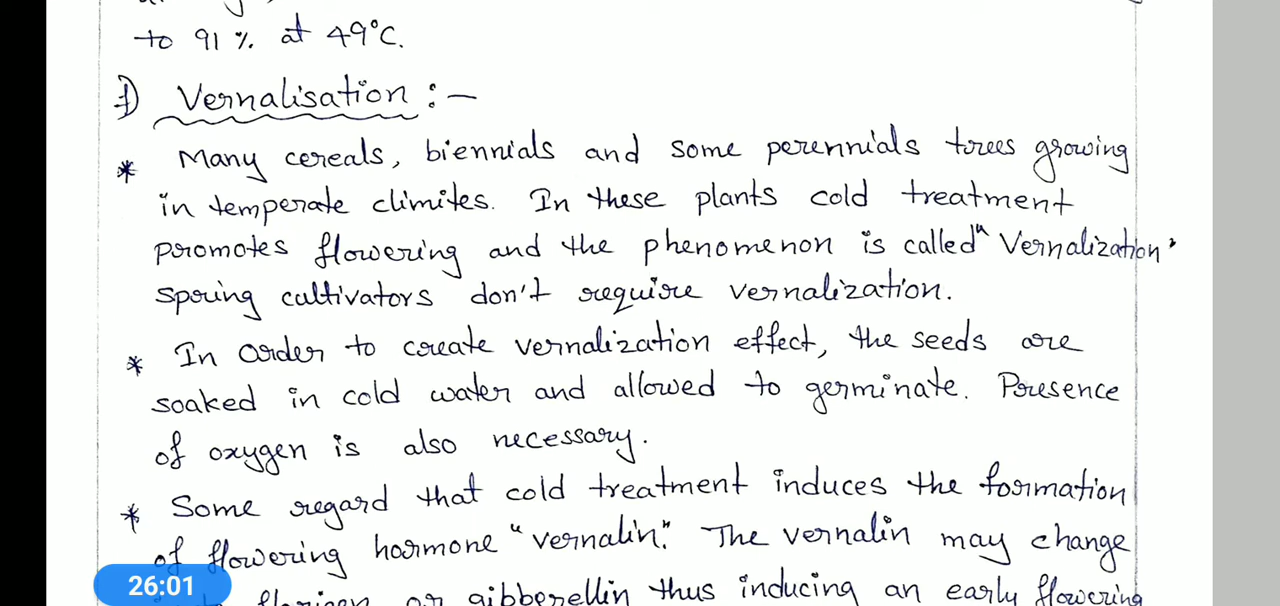 to 91 % at 49°C.
f) Vernalisation :-
* Many cereals, biennials and some perennials trees growing
in temperate climites. In these plants cold treatment
promotes flowering and the phenomenon is called "Vernalization"
spring cultivators don't require vernalization.
* In order to create vernalization effect, the seeds are
soaked in cold water and allowed to germinate. Presence
of oxygen is also necessary.
* Some regard that cold treatment induces the formation
of flowering hormone "vernalin". The vernalin may change
26:01
florigen or gibberellin thus inducing an early flowering